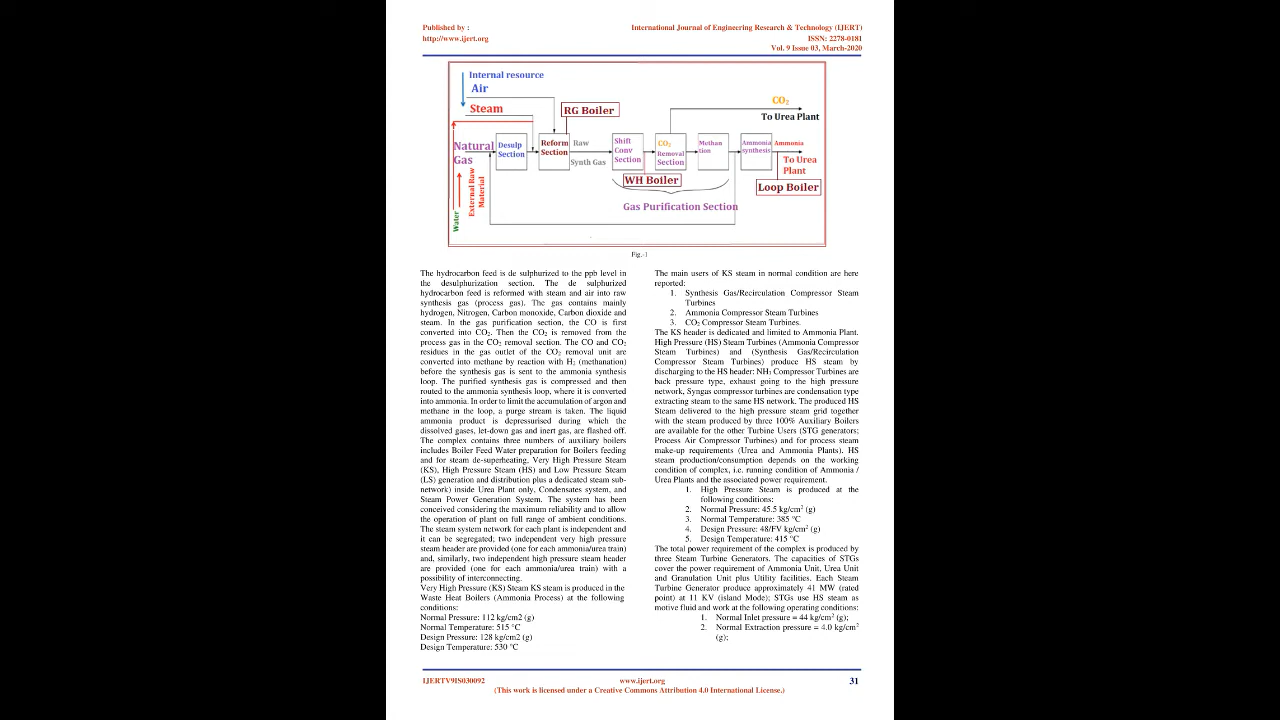 Published by :
International Journal of Engineering Research & Technology (IJERT)
http://www.ijert.org
ISSN: 2278-0181
Vol. 9 Issue 03, March-2020
Internal resource
Air
Steam
RG Boiler
CO2
To Urea Plant
Natural
Gas
Desulp
Section
Reform
Section
Raw
Synth Gas
Shift
Conv
Section
CO2
Removal
Section
Methan
tion
Ammonia
synthesis
Ammonia
To Urea
Plant
WH Boiler
Loop Boiler
Gas Purification Section
External Raw
Material
Water
Fig.-1
The hydrocarbon feed is de sulphurized to the ppb level in
the desulphurization section. The de sulphurized
hydrocarbon feed is reformed with steam and air into raw
synthesis gas (process gas). The gas contains mainly
hydrogen, Nitrogen, Carbon monoxide, Carbon dioxide and
steam. In the gas purification section, the CO is first
converted into CO2. Then the CO2 is removed from the
process gas in the CO2 removal section. The CO and CO2
residues in the gas outlet of the CO2 removal unit are
converted into methane by reaction with H2 (methanation)
before the synthesis gas is sent to the ammonia synthesis
loop. The purified synthesis gas is compressed and then
routed to the ammonia synthesis loop, where it is converted
into ammonia. In order to limit the accumulation of argon and
methane in the loop, a purge stream is taken. The liquid
ammonia product is depressurised during which the
dissolved gases, let-down gas and inert gas, are flashed off.
The complex contains three numbers of auxiliary boilers
includes Boiler Feed Water preparation for Boilers feeding
and for steam de-superheating, Very High Pressure Steam
(KS), High Pressure Steam (HS) and Low Pressure Steam
(LS) generation and distribution plus a dedicated steam sub-
network) inside Urea Plant only, Condensates system, and
Steam Power Generation System. The system has been
conceived considering the maximum reliability and to allow
the operation of plant on full range of ambient conditions.
The steam system network for each plant is independent and
it can be segregated; two independent very high pressure
steam header are provided (one for each ammonia/urea train)
and, similarly, two independent high pressure steam header
are provided (one for each ammonia/urea train) with a
possibility of interconnecting.
Very High Pressure (KS) Steam KS steam is produced in the
Waste Heat Boilers (Ammonia Process) at the following
conditions:
Normal Pressure: 112 kg/cm2 (g)
Normal Temperature: 515 °C
Design Pressure: 128 kg/cm2 (g)
Design Temperature: 530 °C
The main users of KS steam in normal condition are here
reported:
1. Synthesis Gas/Recirculation Compressor Steam
Turbines
2. Ammonia Compressor Steam Turbines
3. CO2 Compressor Steam Turbines.
The KS header is dedicated and limited to Ammonia Plant.
High Pressure (HS) Steam Turbines (Ammonia Compressor
Steam Turbines) and (Synthesis Gas/Recirculation
Compressor Steam Turbines) produce HS steam by
discharging to the HS header: NH3 Compressor Turbines are
back pressure type, exhaust going to the high pressure
network, Syngas compressor turbines are condensation type
extracting steam to the same HS network. The produced HS
Steam delivered to the high pressure steam grid together
with the steam produced by three 100% Auxiliary Boilers
are available for the other Turbine Users (STG generators;
Process Air Compressor Turbines) and for process steam
make-up requirements (Urea and Ammonia Plants). HS
steam production/consumption depends on the working
condition of complex, i.e. running condition of Ammonia /
Urea Plants and the associated power requirement.
1. High Pressure Steam is produced at the
following conditions:
2. Normal Pressure: 45.5 kg/cm2 (g)
3. Normal Temperature: 385 °C
4. Design Pressure: 48/FV kg/cm2 (g)
5. Design Temperature: 415 °C
The total power requirement of the complex is produced by
three Steam Turbine Generators. The capacities of STGs
cover the power requirement of Ammonia Unit, Urea Unit
and Granulation Unit plus Utility facilities. Each Steam
Turbine Generator produce approximately 41 MW (rated
point) at 11 KV (island Mode); STGs use HS steam as
motive fluid and work at the following operating conditions:
1. Normal Inlet pressure = 44 kg/cm2 (g);
2. Normal Extraction pressure = 4.0 kg/cm2
(g);
IJERTV9IS030092
www.ijert.org
31
(This work is licensed under a Creative Commons Attribution 4.0 International License.)